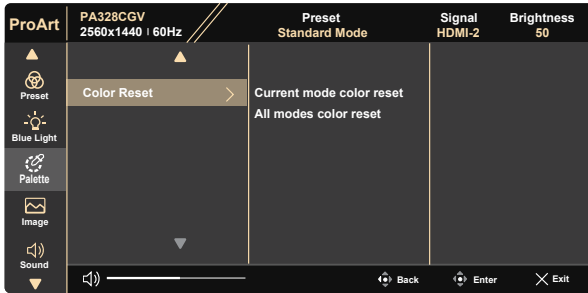 ProArt
PA328CGV
2560x1440 | 60Hz
Preset
Standard Mode
Signal
HDMI-2
Brightness
50
Preset
Blue Light
Palette
Image
Sound
Color Reset
Current mode color reset
All modes color reset
Back
Enter
Exit